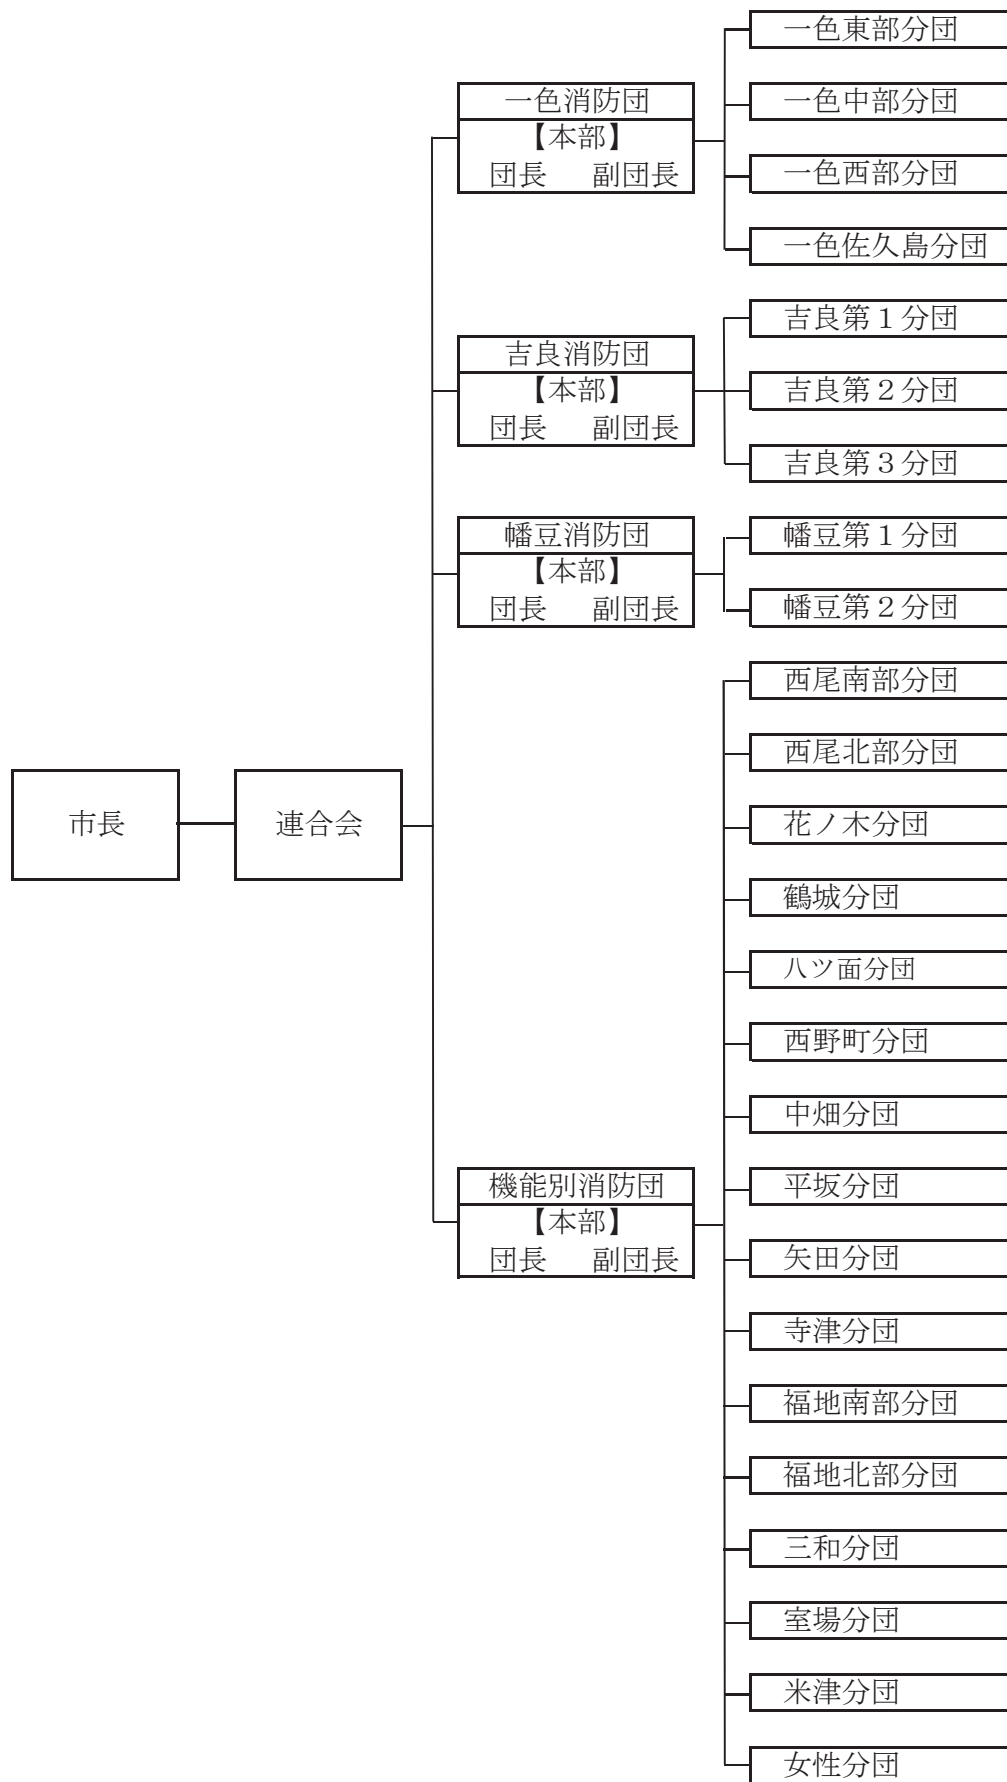 市長
連合会
一色消防団
【本部】
団長 副団長
一色東部分団
一色中部分団
一色西部分団
一色佐久島分団
吉良消防団
【本部】
団長 副団長
吉良第１分団
吉良第２分団
吉良第３分団
幡豆消防団
【本部】
団長 副団長
幡豆第１分団
幡豆第２分団
機能別消防団
【本部】
団長 副団長
西尾南部分団
西尾北部分団
花ノ木分団
鶴城分団
八ツ面分団
西野町分団
中畑分団
平坂分団
矢田分団
寺津分団
福地南部分団
福地北部分団
三和分団
室場分団
米津分団
女性分団